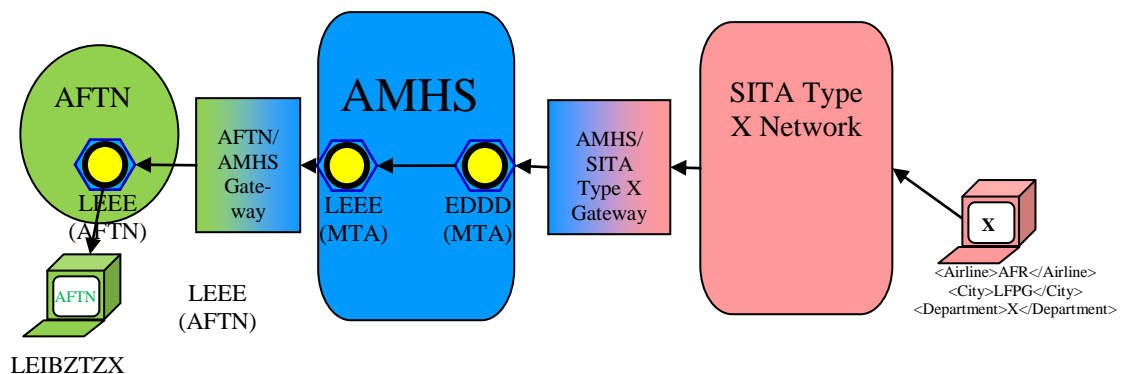 AFTN
LEEE
(AFTN)
AFTN
LEIBZTZX
AFTN/
AMHS
Gate-
way
LEEE
(AFTN)
AMHS
LEEE
(MTA)
EDDD
(MTA)
AMHS/
SITA
Type X
Gateway
SITA Type
X Network
X
<Airline>AFR</Airline>
<City>LFPG</City>
<Department>X</Department>